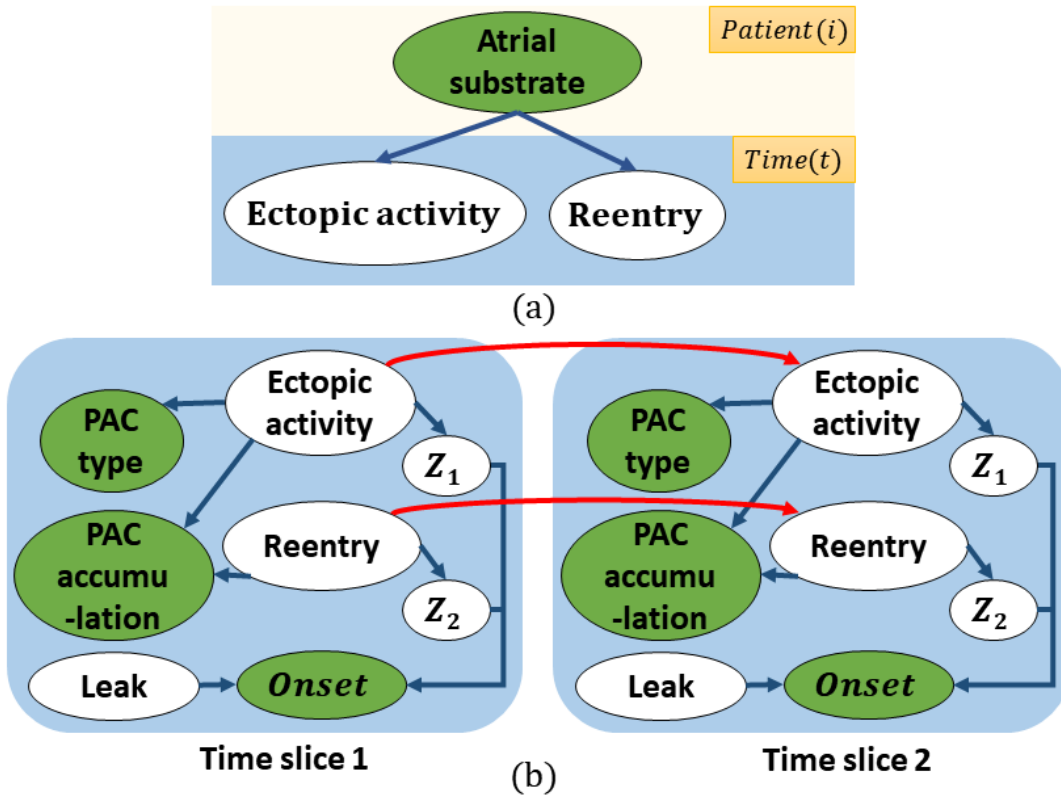 Patient(i)
Atrial
substrate
Time(t)
Ectopic activity
Reentry
(a)
Ectopic
activity
PAC
type
Z1
Reentry
PAC
accumu
-lation
Z2
Leak
Onset
Time slice 1
Ectopic
activity
PAC
type
Z1
Reentry
PAC
accumu
-lation
Z2
Leak
Onset
Time slice 2
(b)